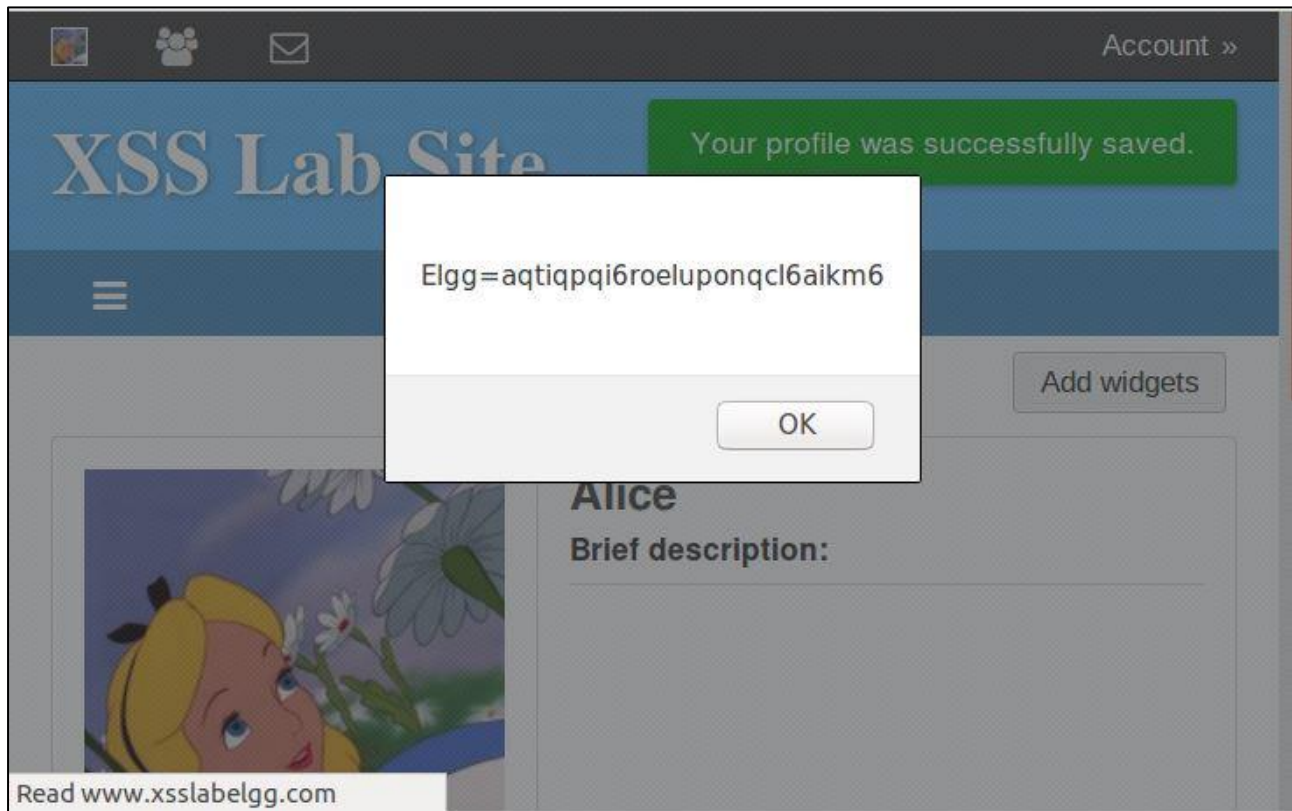 Account »
XSS Lab Site
Your profile was successfully saved.
Elgg=aqtiqpqi6roeluponqcl6aikm6
Add widgets
OK
Alice
Brief description:
Read www.xsslabelgg.com